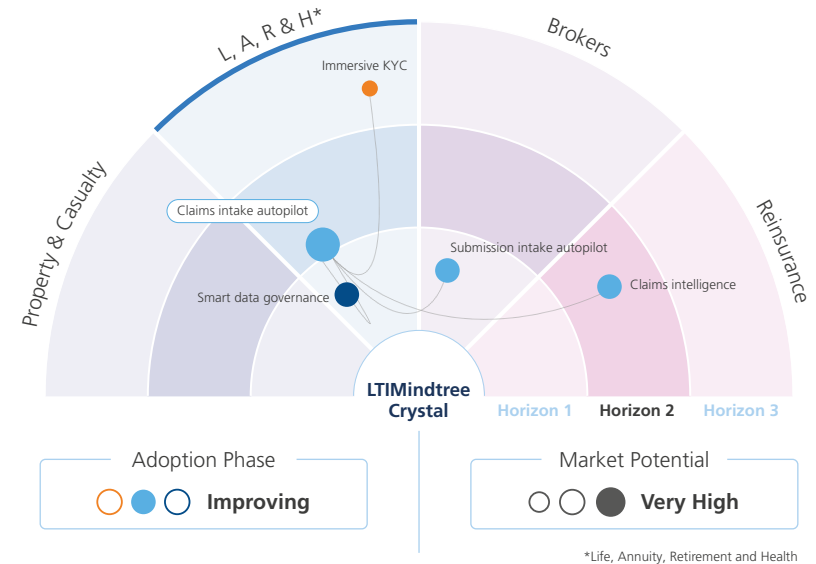 L, A, R & H*
Brokers
Immersive KYC
Property & Casualty
Reinsurance
Claims intake autopilot
Submission intake autopilot
Smart data governance
Claims intelligence
LTIMindtree
Crystal
Horizon 1
Horizon 2
Horizon 3
Adoption Phase
Improving
Market Potential
Very High
*Life, Annuity, Retirement and Health